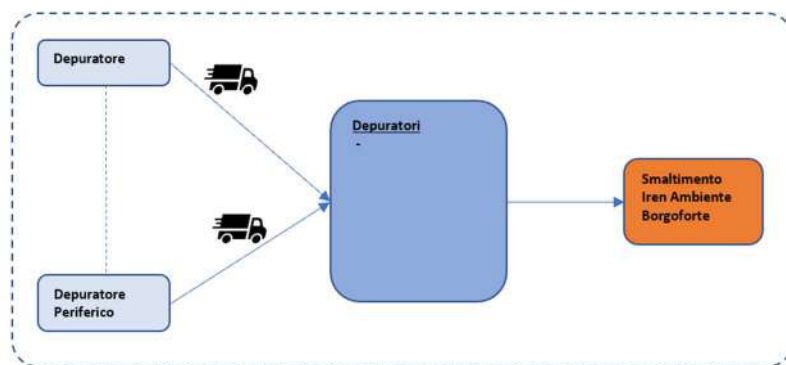 Depuratore
Depuratori
-
Smaltimento
Iren Ambiente
Borgoforte
Depuratore
Periferico